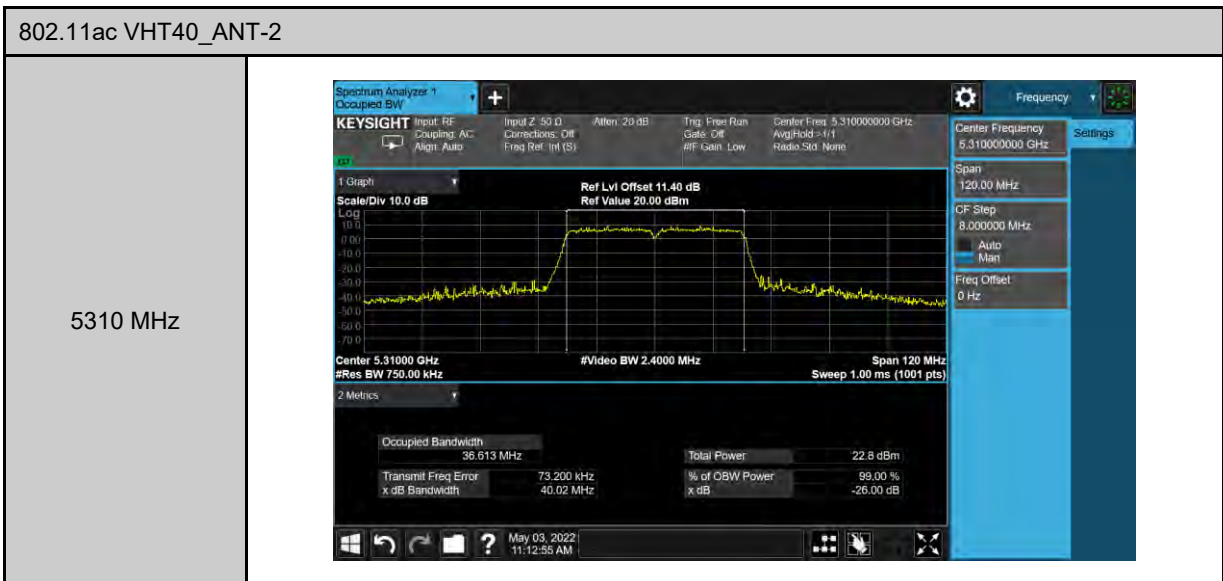 802.11ac VHT40_ANT-2
5310 MHz
Spectrum Analyzer 1
Occupied BW
KEYSIGHT
Input: RF
Coupling: AC
Align: Auto
Input Z: 50 Ω
Corrections: Off
Freq Ref: Int (S)
Atten: 20 dB
Trig: Free Run
Gate: Off
#IF Gain: Low
Center Freq: 5.310000000 GHz
Avg|Hold:>1/1
Radio Std: None
1 Graph
Scale/Div 10.0 dB
Ref Lvl Offset 11.40 dB
Ref Value 20.00 dBm
Log
10.0
0.00
-10.0
-20.0
-30.0
-40.0
-50.0
-60.0
-70.0
Center 5.31000 GHz
#Res BW 750.00 kHz
#Video BW 2.4000 MHz
Span 120 MHz
Sweep 1.00 ms (1001 pts)
2 Metrics
Occupied Bandwidth
36.613 MHz
Transmit Freq Error 73.200 kHz
x dB Bandwidth 40.02 MHz
Total Power 22.8 dBm
% of OBW Power 99.00 %
x dB -26.00 dB
May 03, 2022
11:12:55 AM
Frequency
Settings
Center Frequency
5.310000000 GHz
Span
120.00 MHz
CF Step
8.000000 MHz
Auto
Man
Freq Offset
0 Hz